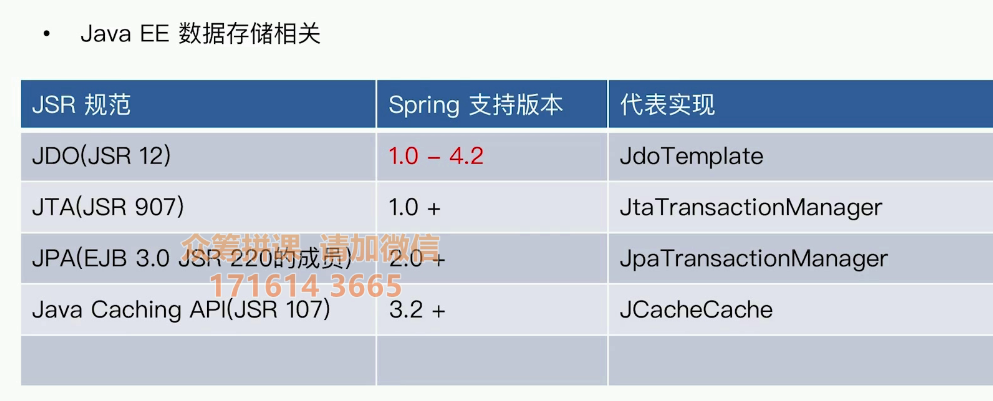 • Java EE 数据存储相关
JSR 规范 Spring 支持版本 代表实现
JDO(JSR 12) 1.0 – 4.2 JdoTemplate
JTA(JSR 907) 1.0 + JtaTransactionManager
众筹拼课 请加微信
JPA(EJB 3.0 JSR 220的成员) 2.0 + JpaTransactionManager
171614 3665
Java Caching API(JSR 107) 3.2 + JCacheCache